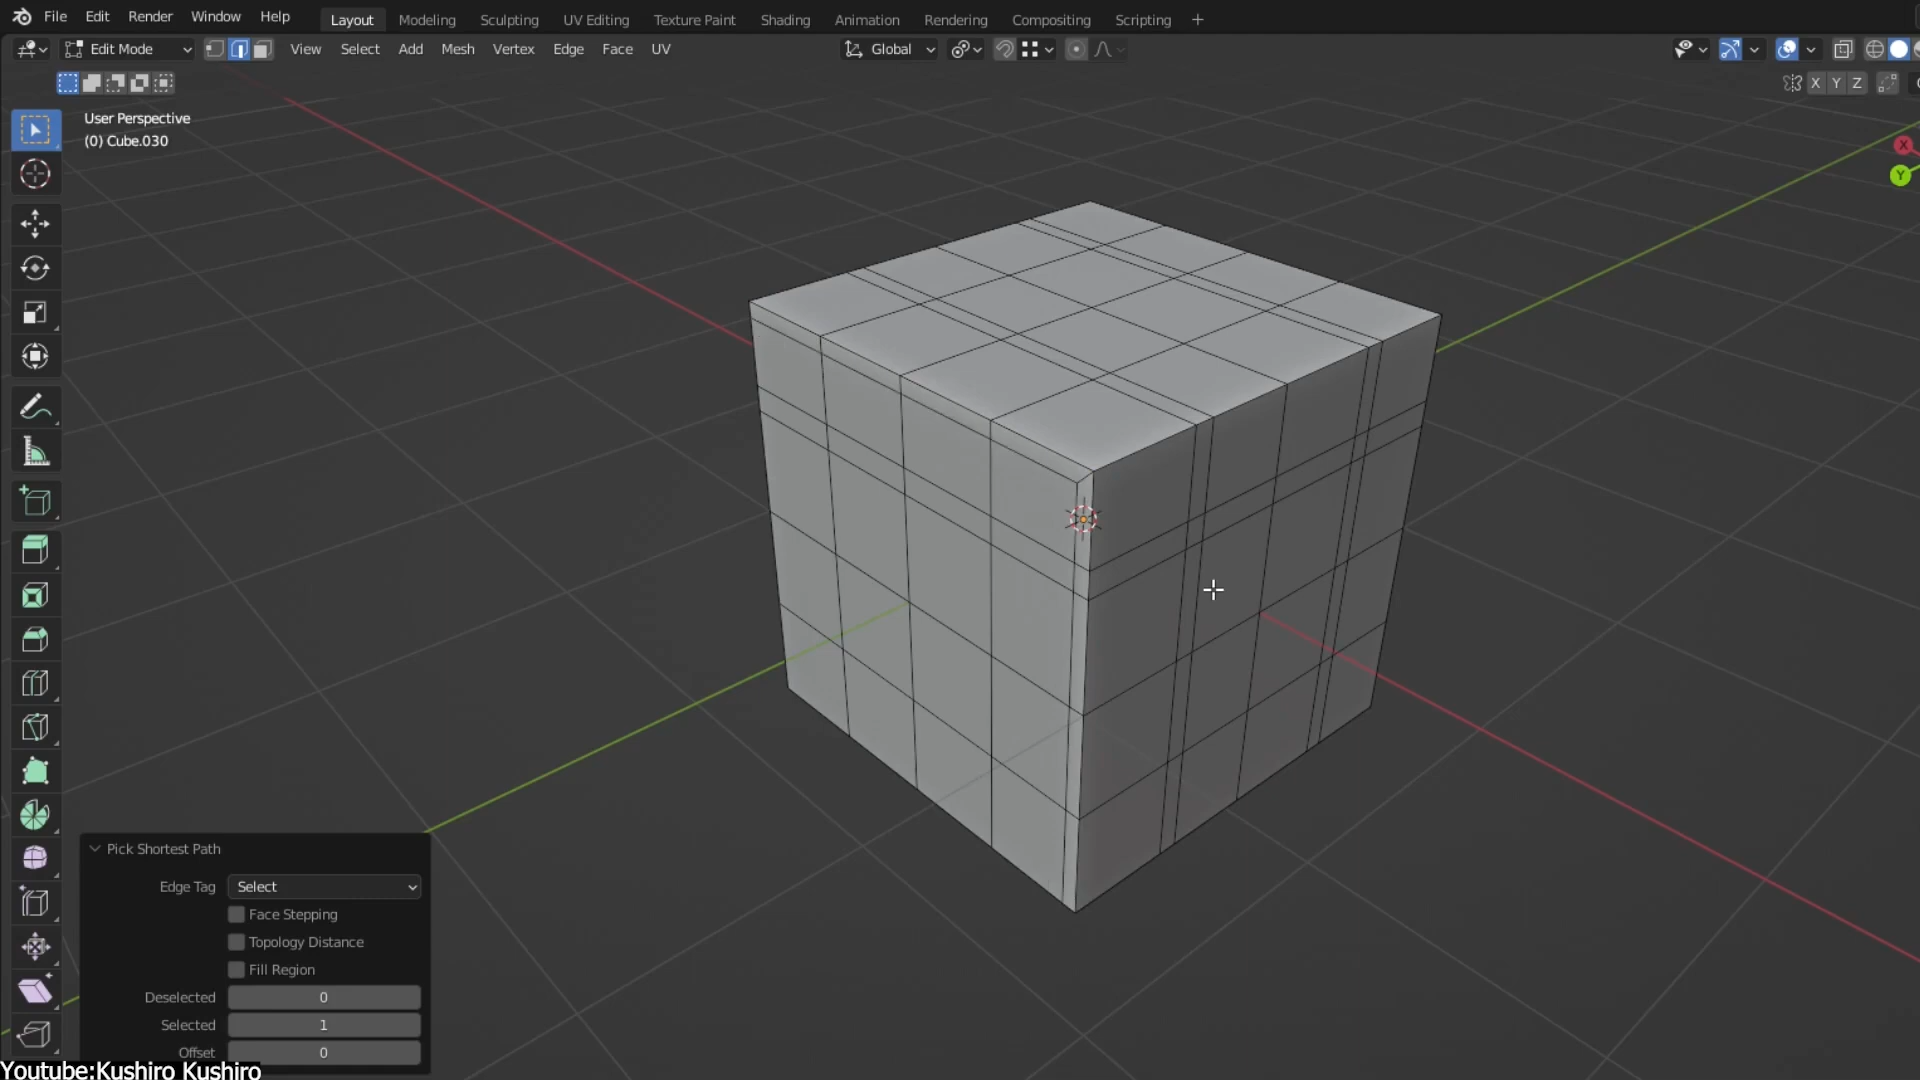 File Edit Render Window Help Layout Modeling Sculpting UV Editing Texture Paint Shading Animation Rendering Compositing Scripting +
Edit Mode View Select Add Mesh Vertex Edge Face UV Global
X Y Z
User Perspective
(0) Cube.030
X
Y
Pick Shortest Path
Edge Tag Select
Face Stepping
Topology Distance
Fill Region
Deselected 0
Selected 1
Offset 0
Youtube:Kushiro Kushiro